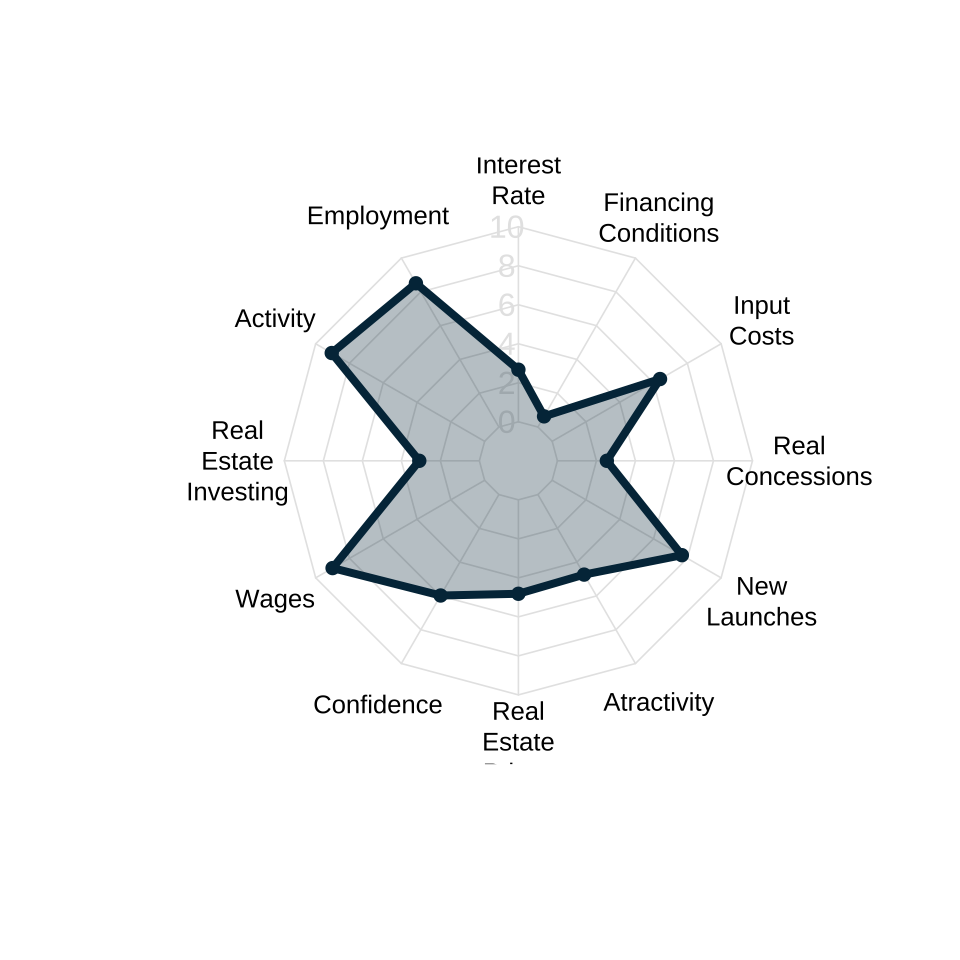 Interest
Rate
Financing
Conditions
Employment
10
8
6
4
2
0
Input
Costs
Activity
Real
Estate
Investing
Real
Concessions
New
Launches
Wages
Atractivity
Confidence
Real
Estate